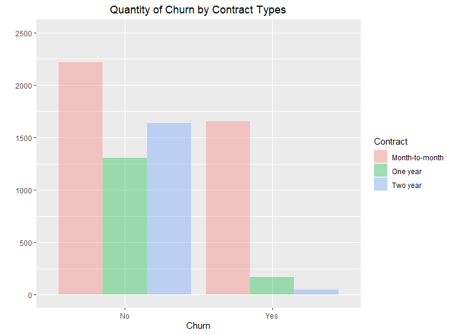 Quantity of Churn by Contract Types
2500
2000
1500
1000
500
0
No
Yes
Churn
Contract
Month-to-month
One year
Two year